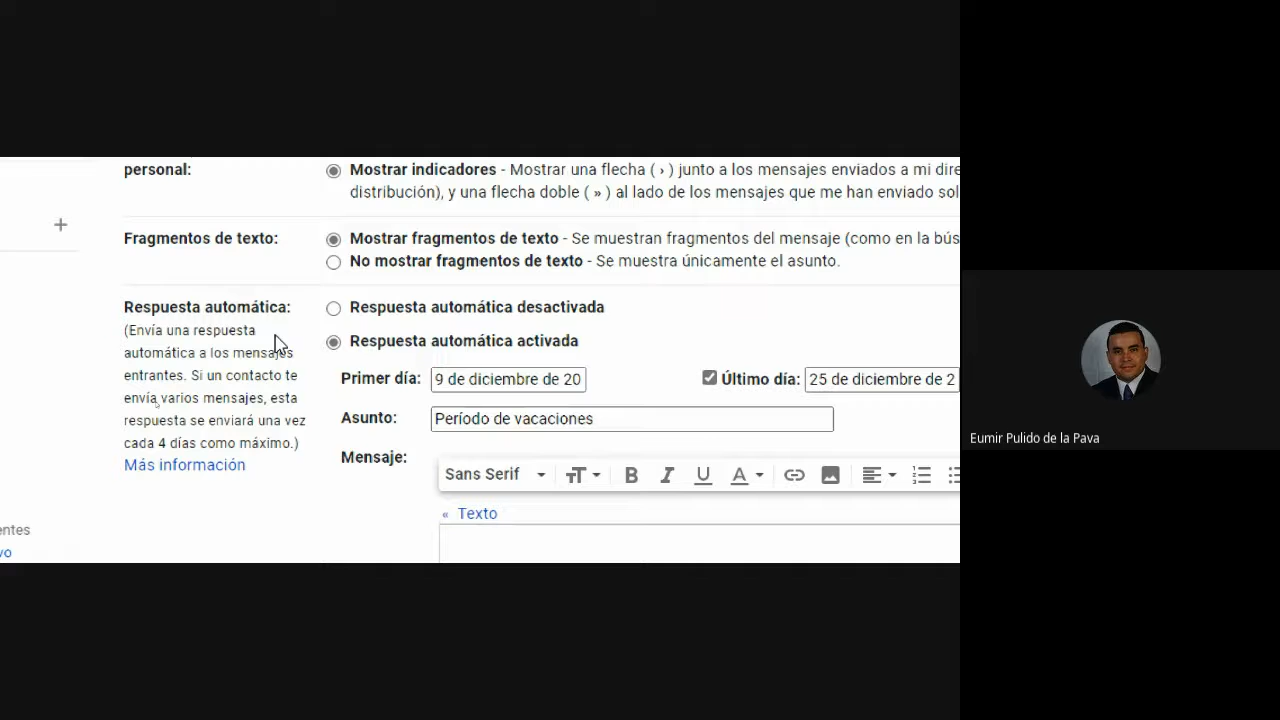 personal:
Mostrar indicadores - Mostrar una flecha ( › ) junto a los mensajes enviados a mi dire
distribución), y una flecha doble ( » ) al lado de los mensajes que me han enviado sol
+
Fragmentos de texto:
Mostrar fragmentos de texto - Se muestran fragmentos del mensaje (como en la bús
No mostrar fragmentos de texto - Se muestra únicamente el asunto.
Respuesta automática:
(Envía una respuesta
automática a los mensajes
entrantes. Si un contacto te
envía varios mensajes, esta
respuesta se enviará una vez
cada 4 días como máximo.)
Más información
Respuesta automática desactivada
Respuesta automática activada
Primer día: 9 de diciembre de 20 Último día: 25 de diciembre de 2
Asunto: Período de vacaciones
Mensaje:
Sans Serif
« Texto
entes
vo
Eumir Pulido de la Pava